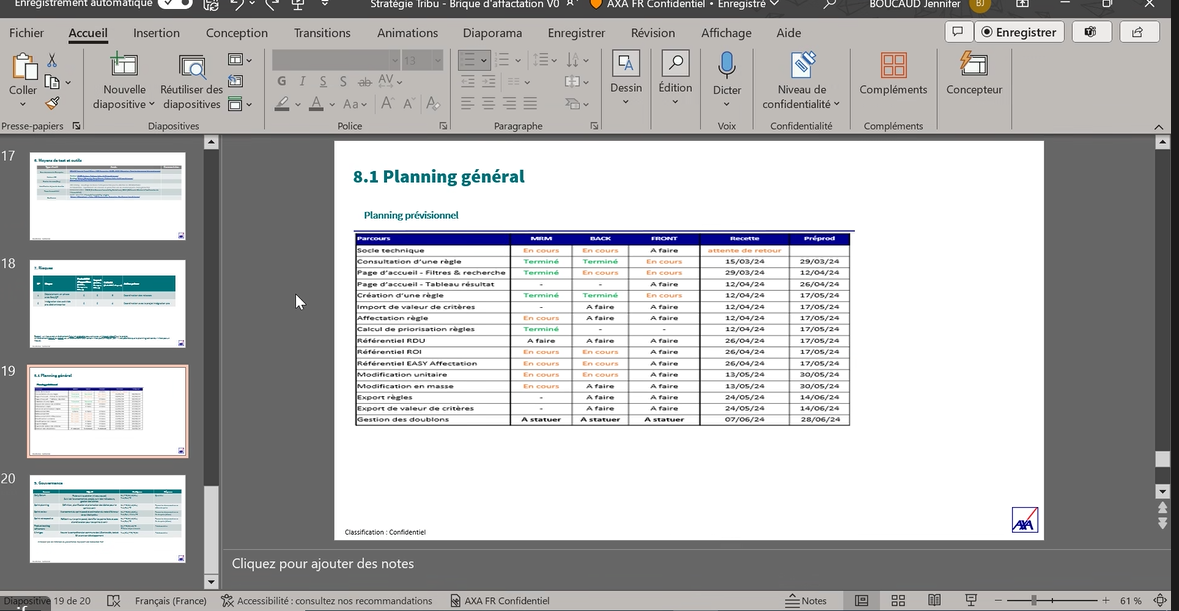 Enregistrement automatique
Stratégie Tribu - Brique d'affactation V0
AXA FR Confidentiel • Enregistré
BOUCAUD Jennifer
BJ
Fichier
Accueil
Insertion
Conception
Transitions
Animations
Diaporama
Enregistrer
Révision
Affichage
Aide
Enregistrer
Coller
Nouvelle diapositive
Réutiliser des diapositives
13
G I S S ab AV
A Aa A A A
Dessin
Édition
Dicter
Niveau de confidentialité
Compléments
Concepteur
Presse-papiers
Diapositives
Police
Paragraphe
Voix
Confidentialité
Compléments
17
18
19
8.1 Planning général
20
9. Gouvernance
8.1 Planning général
Planning prévisionnel
Parcours MRM BACK FRONT Recette Préprod
Socle technique En cours En cours A faire attente de retour
Consultation d'une règle Terminé Terminé En cours 15/03/24 29/03/24
Page d'accueil - Filtres & recherche Terminé En cours En cours 29/03/24 12/04/24
Page d'accueil - Tableau résultat - - A faire 12/04/24 26/04/24
Création d'une règle Terminé Terminé En cours 12/04/24 17/05/24
Import de valeur de critères - A faire A faire 12/04/24 17/05/24
Affectation règle En cours A faire A faire 12/04/24 17/05/24
Calcul de priorisation règles Terminé - - 12/04/24 17/05/24
Référentiel RDU A faire A faire A faire 26/04/24 17/05/24
Référentiel ROI En cours En cours A faire 26/04/24 17/05/24
Référentiel EASY Affectation En cours En cours A faire 26/04/24 17/05/24
Modification unitaire En cours En cours A faire 13/05/24 30/05/24
Modification en masse En cours A faire A faire 13/05/24 30/05/24
Export règles - A faire A faire 24/05/24 14/06/24
Export de valeur de critères - A faire A faire 24/05/24 14/06/24
Gestion des doublons A statuer A statuer A statuer 07/06/24 28/06/24
Classification : Confidentiel
AXA
Cliquez pour ajouter des notes
Diapositive 19 de 20
Français (France)
Accessibilité : consultez nos recommandations
AXA FR Confidentiel
Notes
61 %